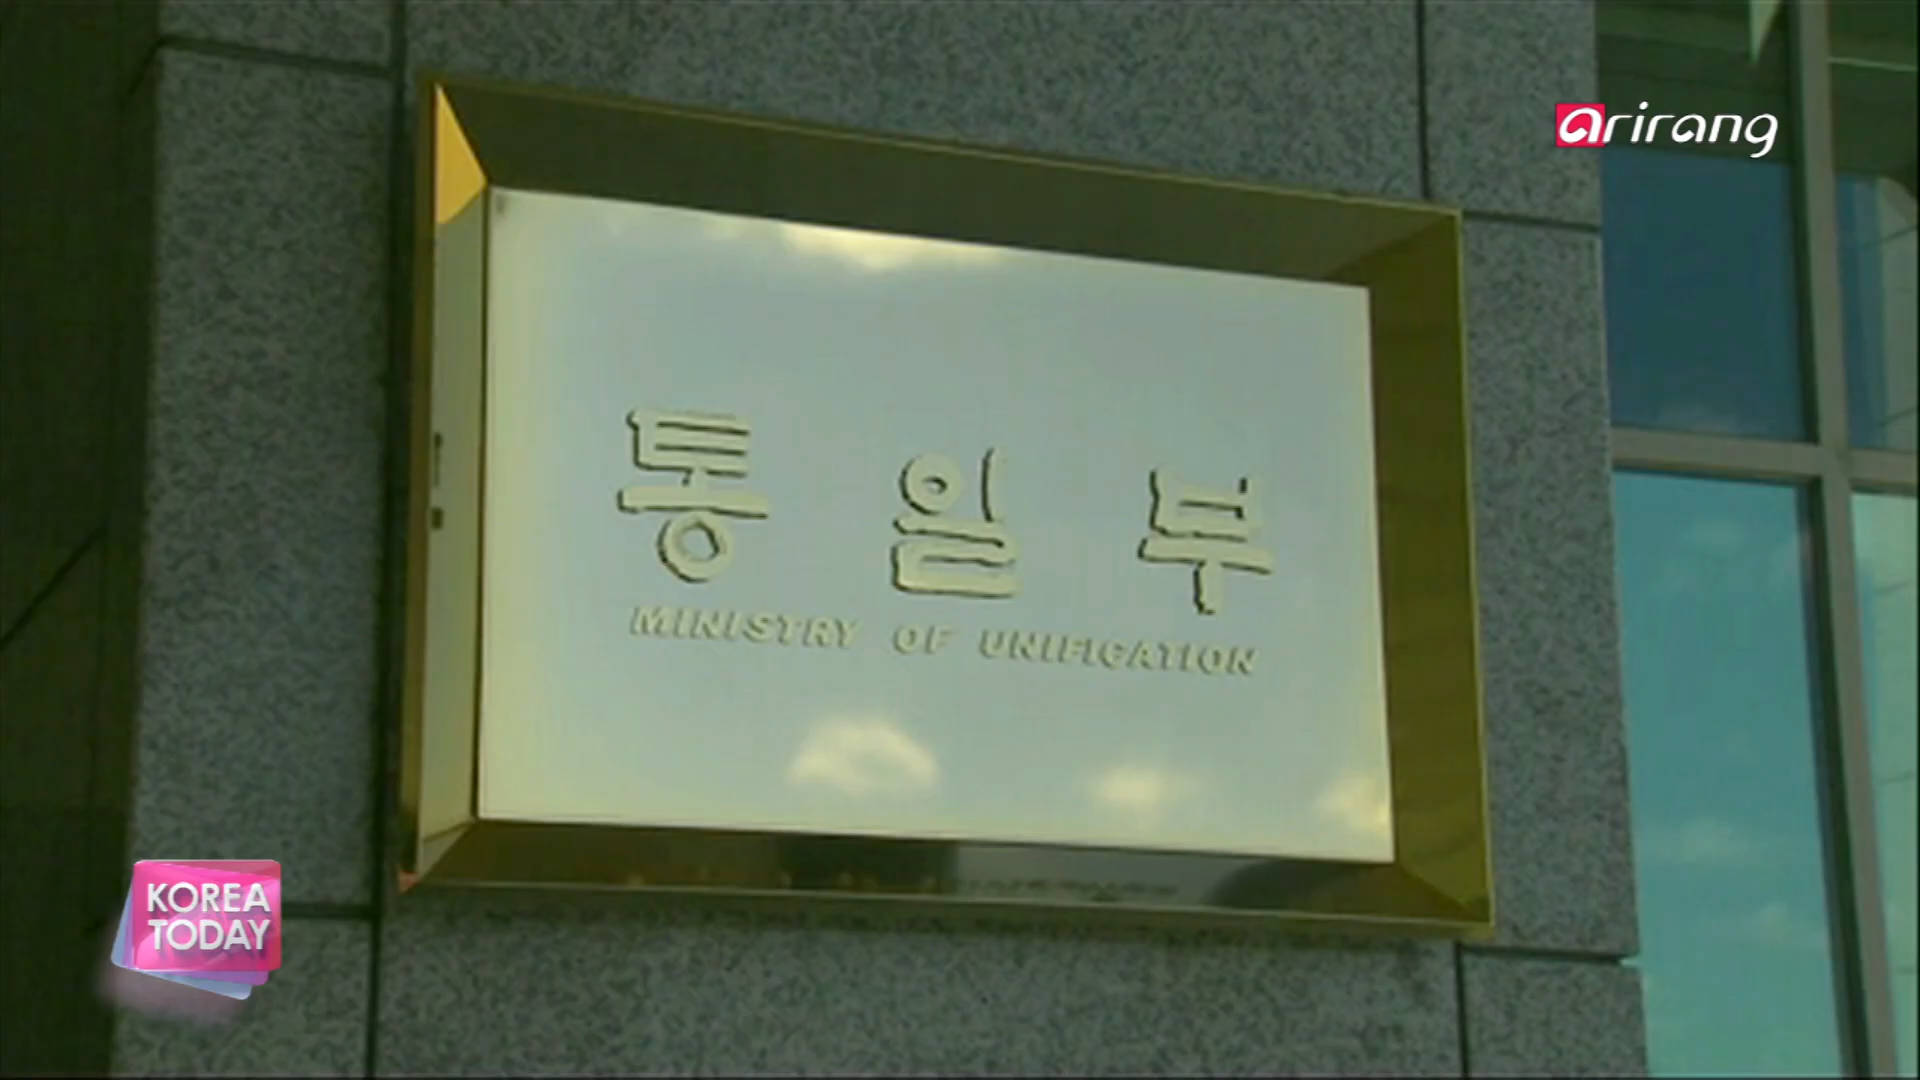 arirang
통일부
MINISTRY OF UNIFICATION
KOREA
TODAY